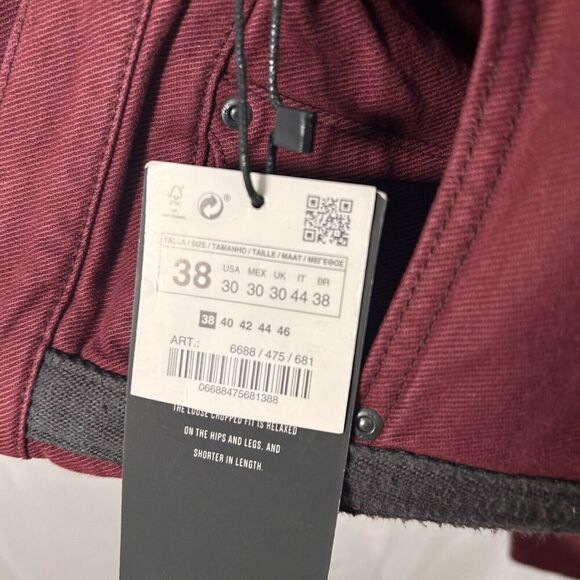 ®
TALLA / SIZE / TAMANHO / TAILLE / MAAT / ΜΕΓΕΘΟΣ
38
USA MEX UK IT BR
30 30 30 44 38
38 40 42 44 46
ART.: 6688 / 475 / 681
06688475681388
THE LOOSE CROPPED FIT IS RELAXED
ON THE HIPS AND LEGS, AND
SHORTER IN LENGTH.